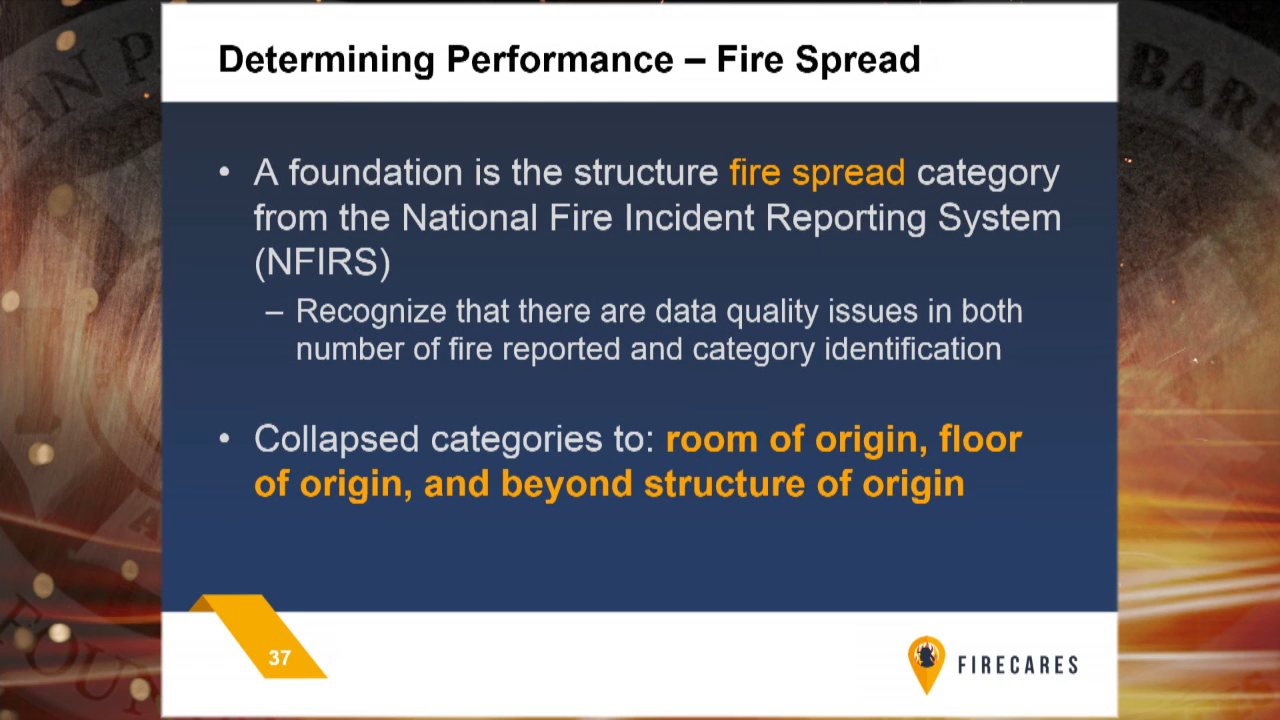 Determining Performance – Fire Spread
• A foundation is the structure fire spread category
from the National Fire Incident Reporting System
(NFIRS)
– Recognize that there are data quality issues in both
number of fire reported and category identification
• Collapsed categories to: room of origin, floor
of origin, and beyond structure of origin
37
FIRECARES